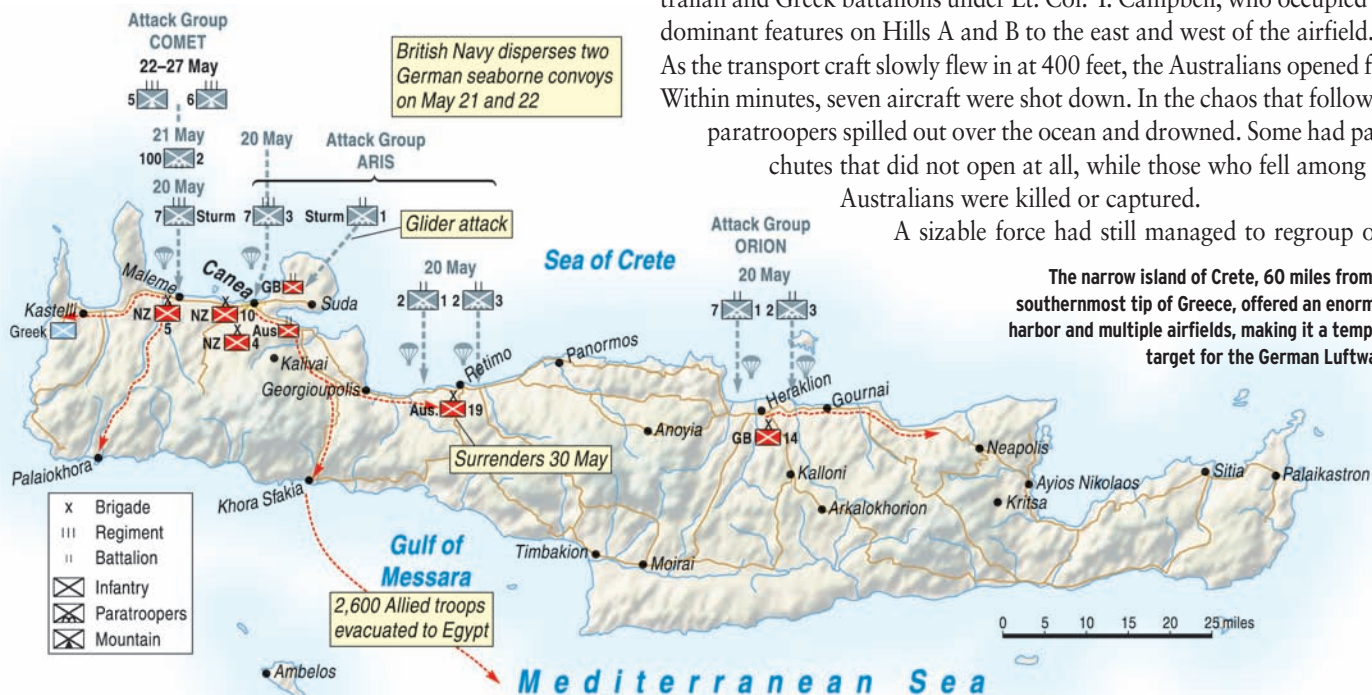 tralian and Greek battalions under Lt. Col. I. Campbell, who occupied
dominant features on Hills A and B to the east and west of the airfield.
As the transport craft slowly flew in at 400 feet, the Australians opened f
Within minutes, seven aircraft were shot down. In the chaos that follow
paratroopers spilled out over the ocean and drowned. Some had pa
chutes that did not open at all, while those who fell among
Australians were killed or captured.
A sizable force had still managed to regroup o
The narrow island of Crete, 60 miles from
southernmost tip of Greece, offered an enorm
harbor and multiple airfields, making it a temp
target for the German Luftwa
Attack Group
COMET
22–27 May
5 6
21 May
100 2
20 May
7 Sturm
British Navy disperses two
German seaborne convoys
on May 21 and 22
20 May
7 3
Attack Group
ARIS
Sturm 1
Glider attack
20 May
2 1 2 3
Attack Group
ORION
20 May
7 1 2 3
Sea of Crete
Maleme
Canea
GB
Suda
Kastelli
Greek
NZ
5
NZ 10
NZ 4
Aus
Kalivai
Georgioupolis
Retimo
Aus. 19
Surrenders 30 May
Panormos
Anoyia
Heraklion
GB 14
Gournai
Kalloni
Arkalokhorion
Neapolis
Ayios Nikolaos
Kritsa
Sitia
Palaikastron
Palaiokhora
Khora Sfakia
Timbakion
Moirai
Gulf of
Messara
2,600 Allied troops
evacuated to Egypt
Ambelos
Mediterranean Sea
X Brigade
III Regiment
II Battalion
Infantry
Paratroopers
Mountain
0 5 10 15 20 25 miles